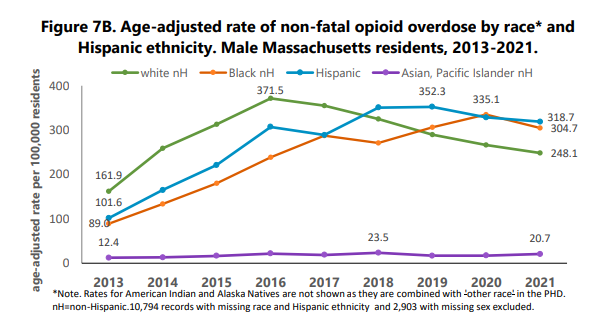 Figure 7B. Age-adjusted rate of non-fatal opioid overdose by race* and
Hispanic ethnicity. Male Massachusetts residents, 2013-2021.
white nH Black nH Hispanic Asian, Pacific Islander nH
age-adjusted rate per 100,000 residents
400
300
200
100
0
161.9
101.6
89.0
12.4
371.5
352.3
335.1
318.7
304.7
248.1
23.5
20.7
2013 2014 2015 2016 2017 2018 2019 2020 2021
*Note. Rates for American Indian and Alaska Natives are not shown as they are combined with -'other race'- in the PHD.
nH=non-Hispanic.10,794 records with missing race and Hispanic ethnicity and 2,903 with missing sex excluded.